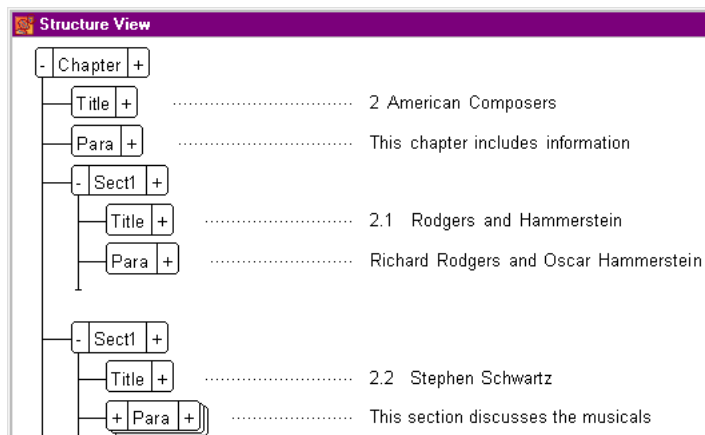 Structure View
- Chapter +
Title + 2 American Composers
Para + This chapter includes information
- Sect1 +
Title + 2.1 Rodgers and Hammerstein
Para + Richard Rodgers and Oscar Hammerstein
- Sect1 +
Title + 2.2 Stephen Schwartz
+ Para + This section discusses the musicals